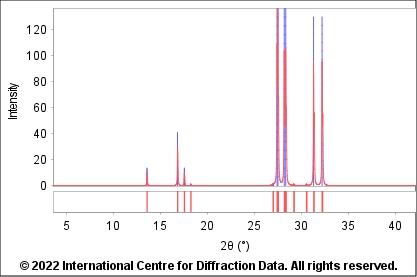 120
100
80
60
40
20
0
Intensity
5 10 15 20 25 30 35 40
2θ (°)
© 2022 International Centre for Diffraction Data. All rights reserved.